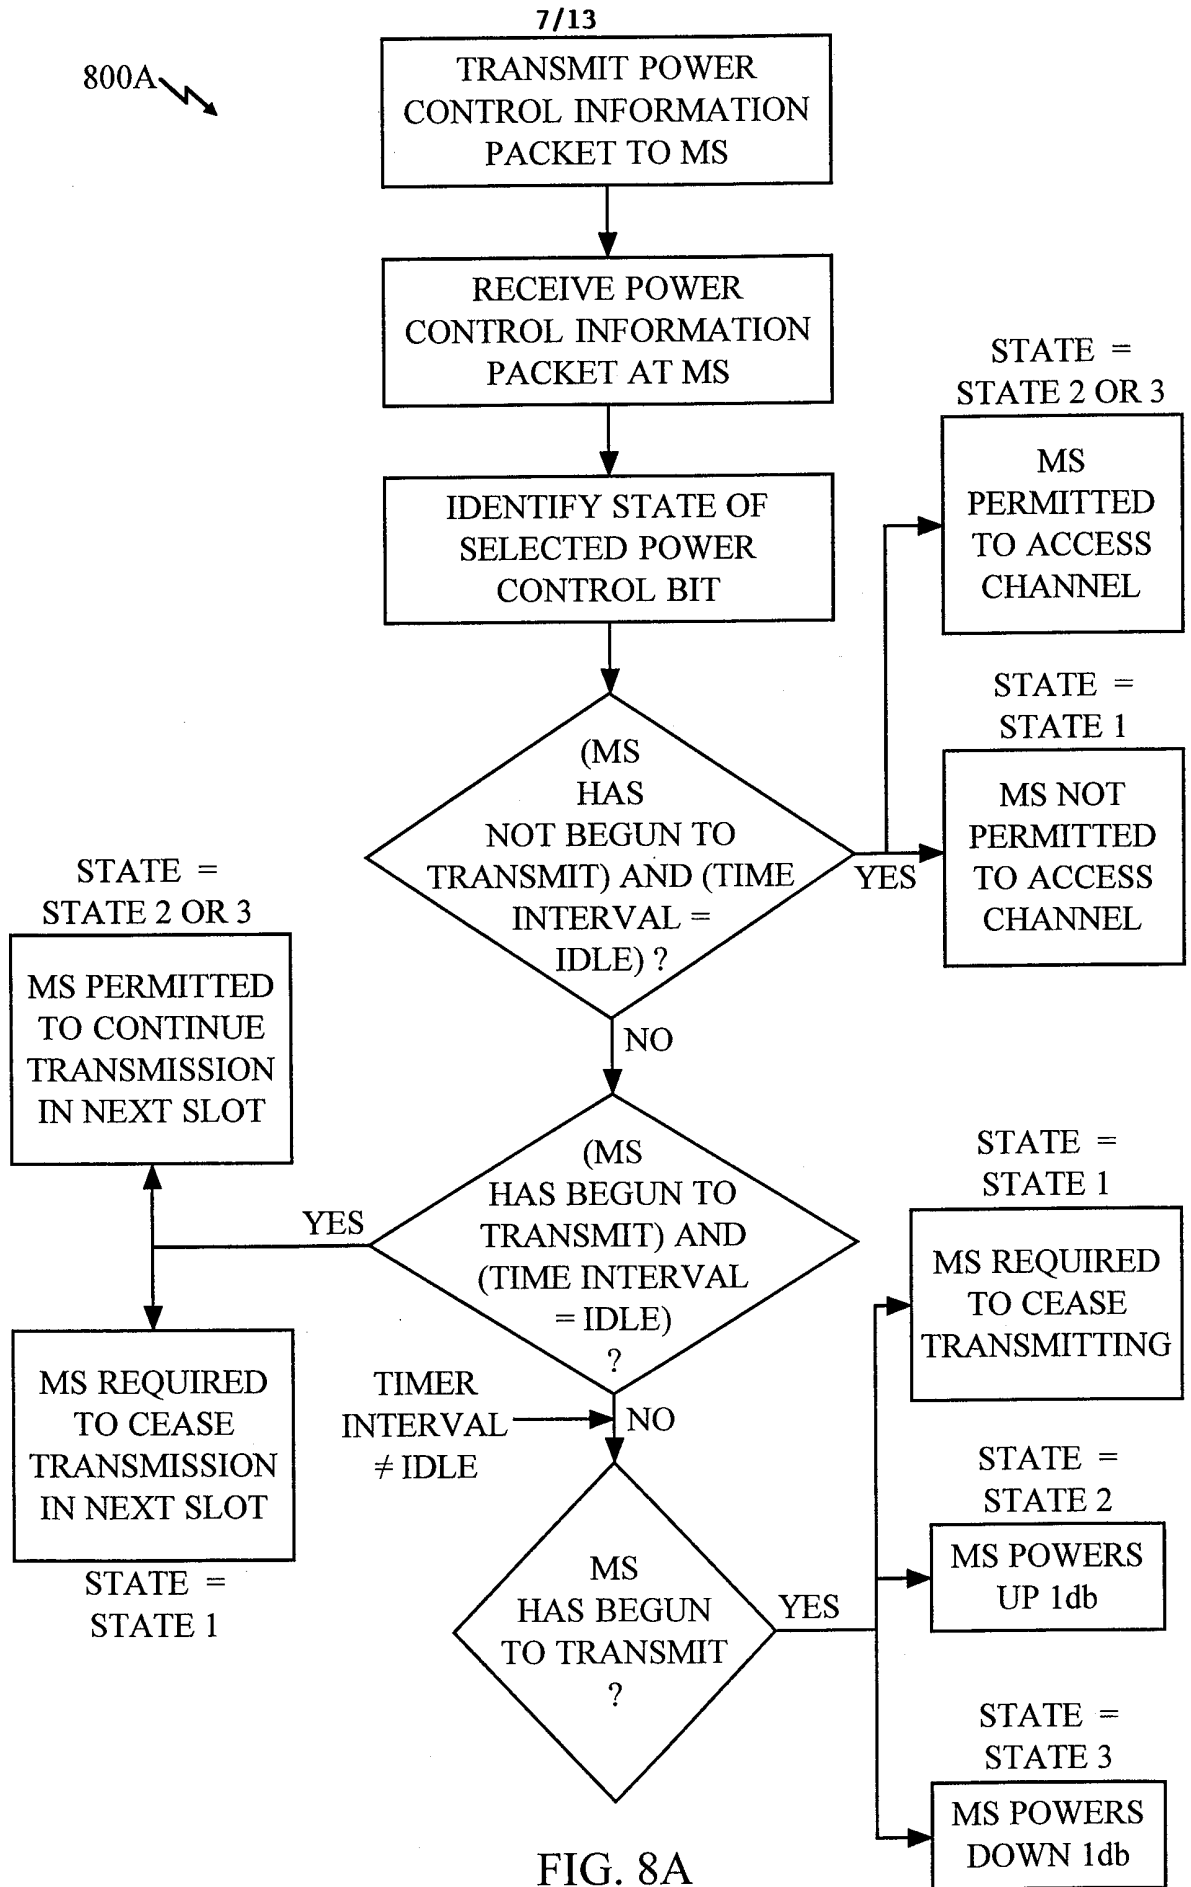 7/13
800A
TRANSMIT POWER
CONTROL INFORMATION
PACKET TO MS
RECEIVE POWER
CONTROL INFORMATION
PACKET AT MS
IDENTIFY STATE OF
SELECTED POWER
CONTROL BIT
STATE =
STATE 2 OR 3
MS
PERMITTED
TO ACCESS
CHANNEL
STATE =
STATE 1
MS NOT
PERMITTED
TO ACCESS
CHANNEL
(MS
HAS
NOT BEGUN TO
TRANSMIT) AND (TIME
INTERVAL =
IDLE) ?
YES
NO
STATE =
STATE 2 OR 3
MS PERMITTED
TO CONTINUE
TRANSMISSION
IN NEXT SLOT
(MS
HAS BEGUN TO
TRANSMIT) AND
(TIME INTERVAL
= IDLE)
?
YES
MS REQUIRED
TO CEASE
TRANSMISSION
IN NEXT SLOT
STATE =
STATE 1
TIMER
INTERVAL
≠ IDLE
NO
MS
HAS BEGUN
TO TRANSMIT
?
YES
STATE =
STATE 1
MS REQUIRED
TO CEASE
TRANSMITTING
STATE =
STATE 2
MS POWERS
UP 1db
STATE =
STATE 3
MS POWERS
DOWN 1db
FIG. 8A